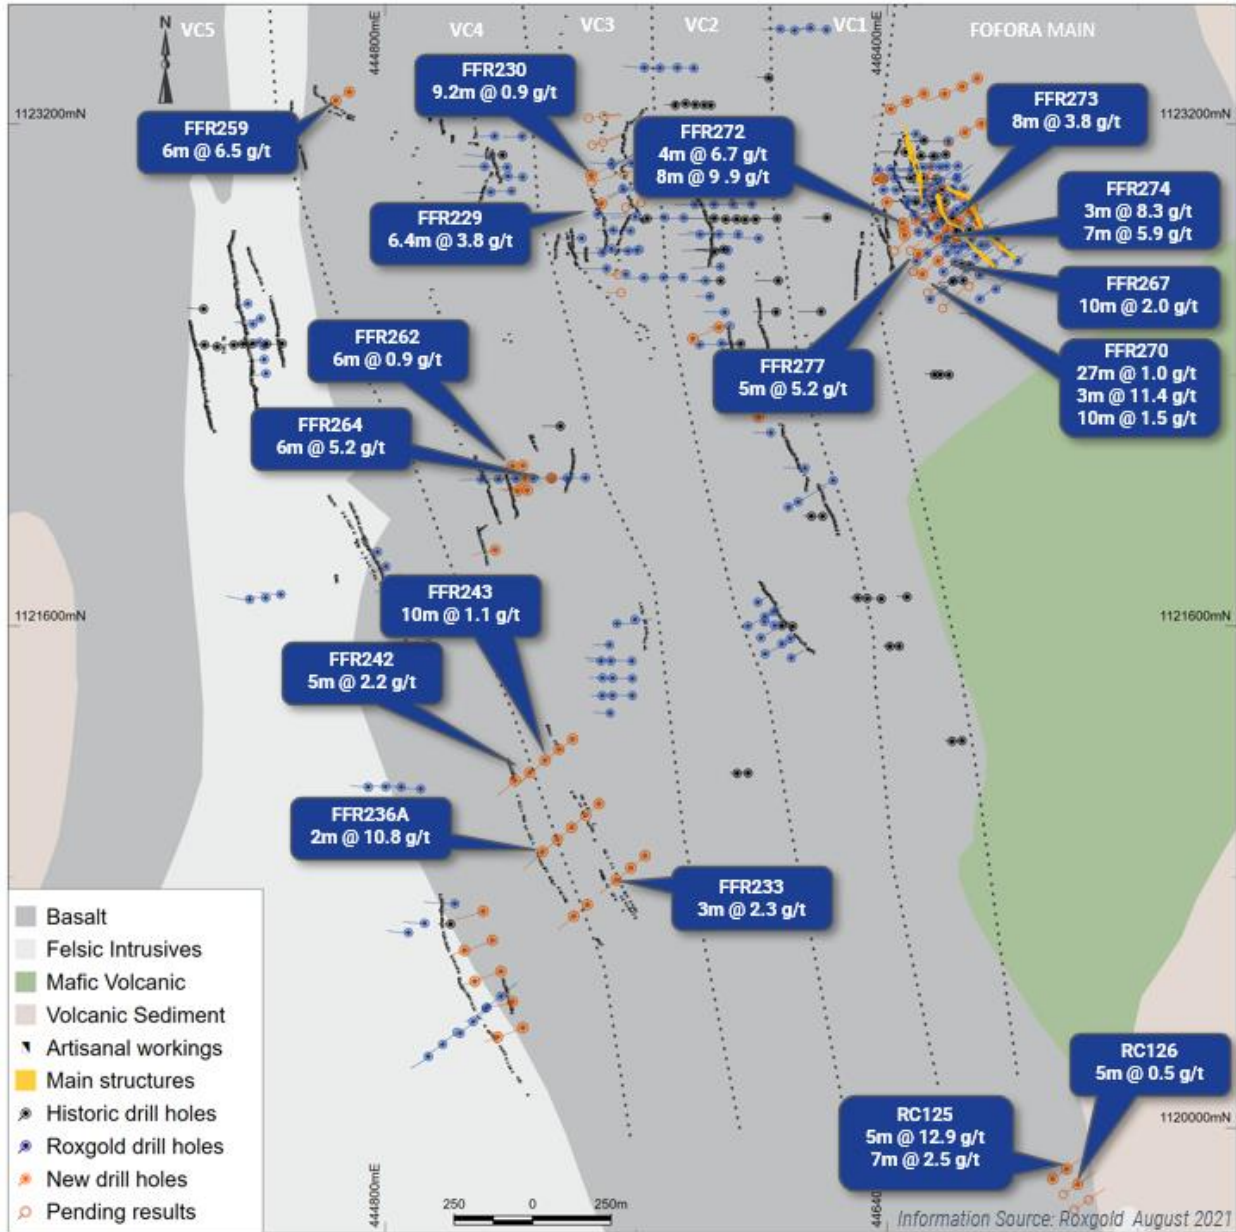 N
VC5
VC4
VC3
VC2
VC1
FOFORA MAIN
444800mE
446400mE
1123200mN
1123200mN
FFR230
9.2m @ 0.9 g/t
FFR259
6m @ 6.5 g/t
FFR272
4m @ 6.7 g/t
8m @ 9 .9 g/t
FFR273
8m @ 3.8 g/t
FFR229
6.4m @ 3.8 g/t
FFR274
3m @ 8.3 g/t
7m @ 5.9 g/t
FFR267
10m @ 2.0 g/t
FFR262
6m @ 0.9 g/t
FFR277
5m @ 5.2 g/t
FFR270
27m @ 1.0 g/t
3m @ 11.4 g/t
10m @ 1.5 g/t
FFR264
6m @ 5.2 g/t
FFR243
10m @ 1.1 g/t
1121600mN
1121600mN
FFR242
5m @ 2.2 g/t
FFR236A
2m @ 10.8 g/t
FFR233
3m @ 2.3 g/t
Basalt
Felsic Intrusives
Mafic Volcanic
Volcanic Sediment
Artisanal workings
Main structures
Historic drill holes
Roxgold drill holes
New drill holes
Pending results
RC126
5m @ 0.5 g/t
RC125
5m @ 12.9 g/t
7m @ 2.5 g/t
1120000mN
444800mE
44640
250 0 250m
Information Source: Roxgold August 2021